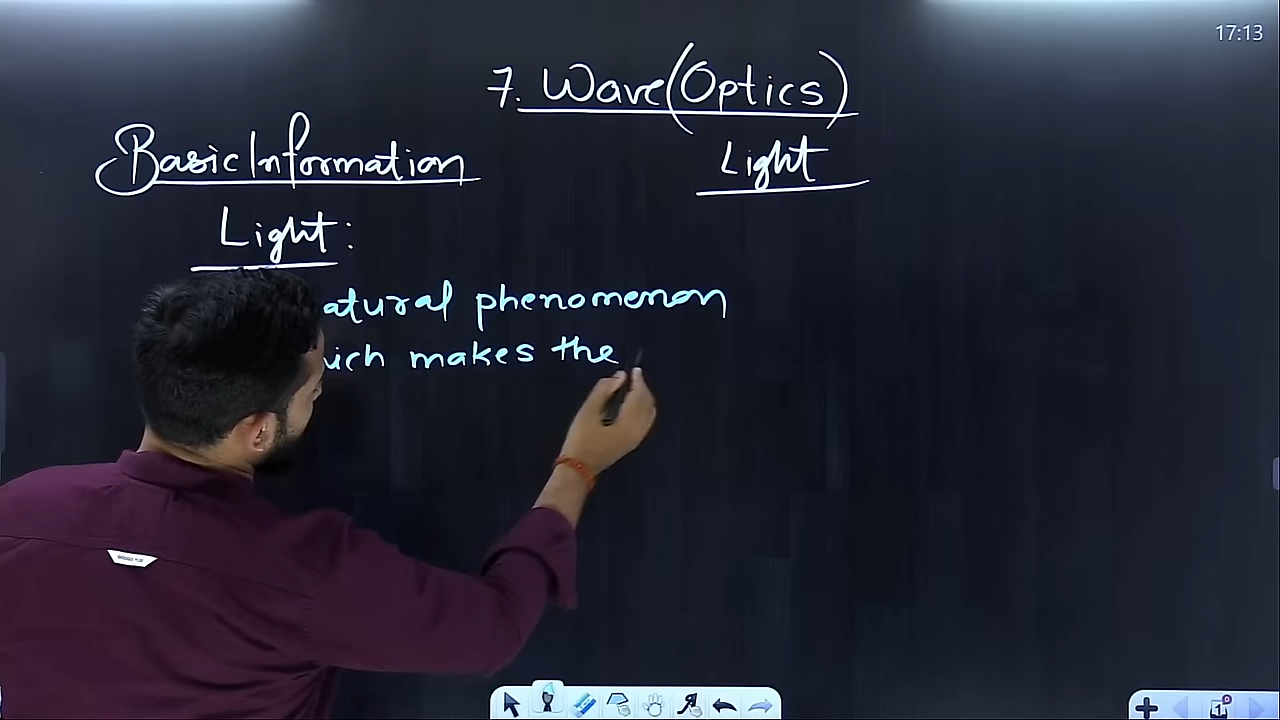 17:13
7. Wave(Optics)
Basic Information
Light
Light:
atural phenomenon
ich makes the